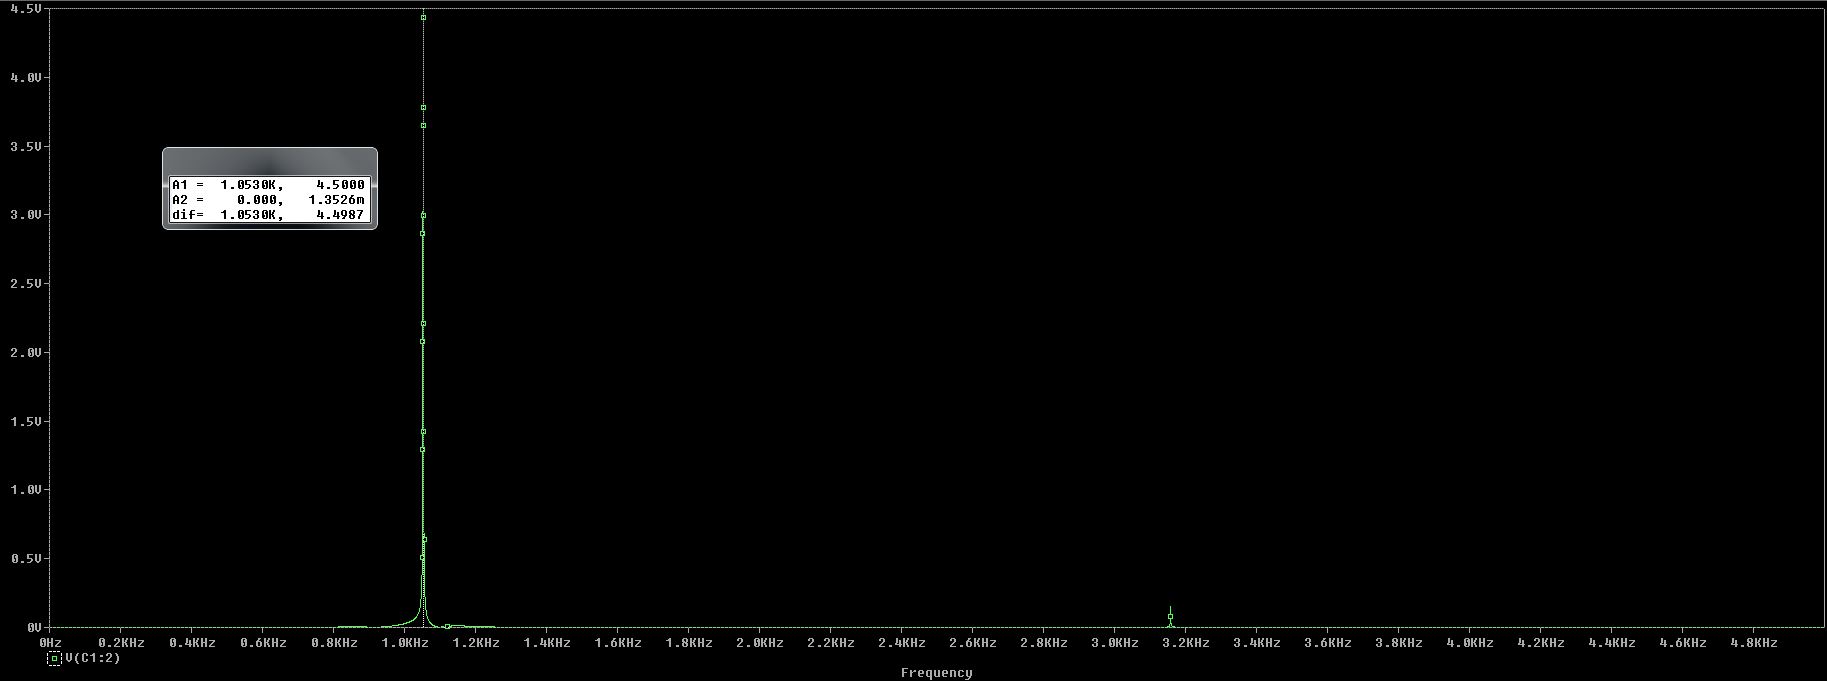 4.5V
4.0V
3.5V
A1 = 1.0530K, 4.5000
A2 = 0.000, 1.3526m
dif= 1.0530K, 4.4987
3.0V
2.5V
2.0V
1.5V
1.0V
0.5V
0V
0Hz 0.2KHz 0.4KHz 0.6KHz 0.8KHz 1.0KHz 1.2KHz 1.4KHz 1.6KHz 1.8KHz 2.0KHz 2.2KHz 2.4KHz 2.6KHz 2.8KHz 3.0KHz 3.2KHz 3.4KHz 3.6KHz 3.8KHz 4.0KHz 4.2KHz 4.4KHz 4.6KHz 4.8KHz
V(C1:2)
Frequency